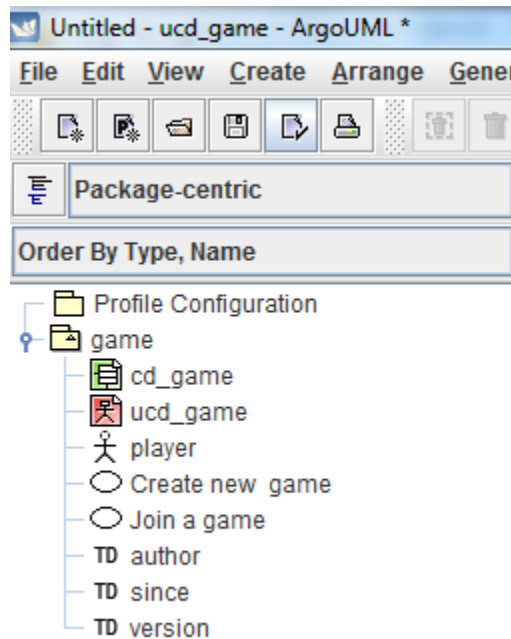 Untitled - ucd_game - ArgoUML *
File Edit View Create Arrange Gener
Package-centric
Order By Type, Name
Profile Configuration
game
cd_game
ucd_game
player
Create new  game
Join a game
TD author
TD since
TD version